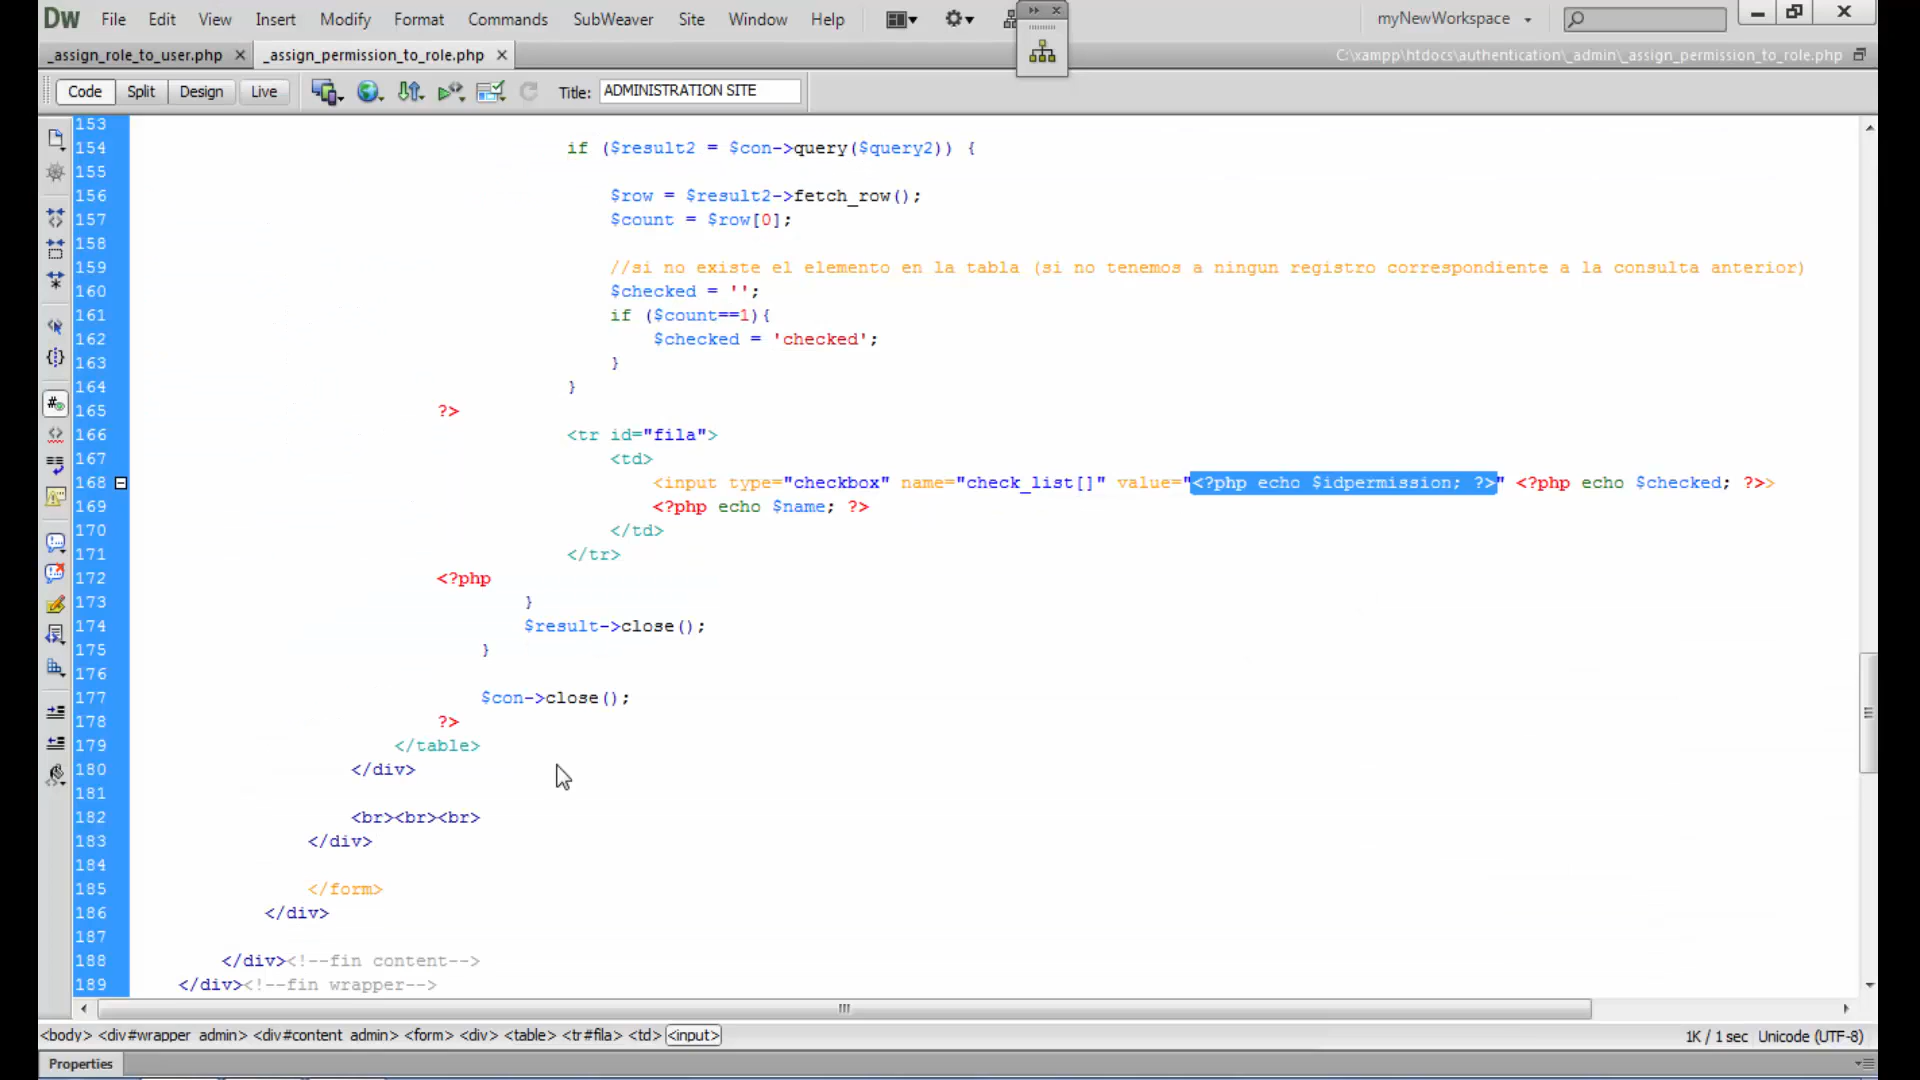 Dw File Edit View Insert Modify Format Commands SubWeaver Site Window Help myNewWorkspace
_assign_role_to_user.php _assign_permission_to_role.php C:\xampp\htdocs\authentication\_admin\_assign_permission_to_role.php
Code Split Design Live Title: ADMINISTRATION SITE
153
154 if ($result2 = $con->query($query2)) {
155
156 $row = $result2->fetch_row();
157 $count = $row[0];
158
159 //si no existe el elemento en la tabla (si no tenemos a ningun registro correspondiente a la consulta anterior)
160 $checked = '';
161 if ($count==1){
162 $checked = 'checked';
163 }
164 }
165 ?>
166 <tr id="fila">
167 <td>
168 <input type="checkbox" name="check_list[]" value="<?php echo $idpermission; ?>" <?php echo $checked; ?>>
169 <?php echo $name; ?>
170 </td>
171 </tr>
172 <?php
173 }
174 $result->close();
175 }
176
177 $con->close();
178 ?>
179 </table>
180 </div>
181
182 <br><br><br>
183 </div>
184
185 </form>
186 </div>
187
188 </div><!--fin content-->
189 </div><!--fin wrapper-->
<body> <div#wrapper_admin> <div#content_admin> <form> <div> <table> <tr#fila> <td> <input> 1K / 1 sec Unicode (UTF-8)
Properties